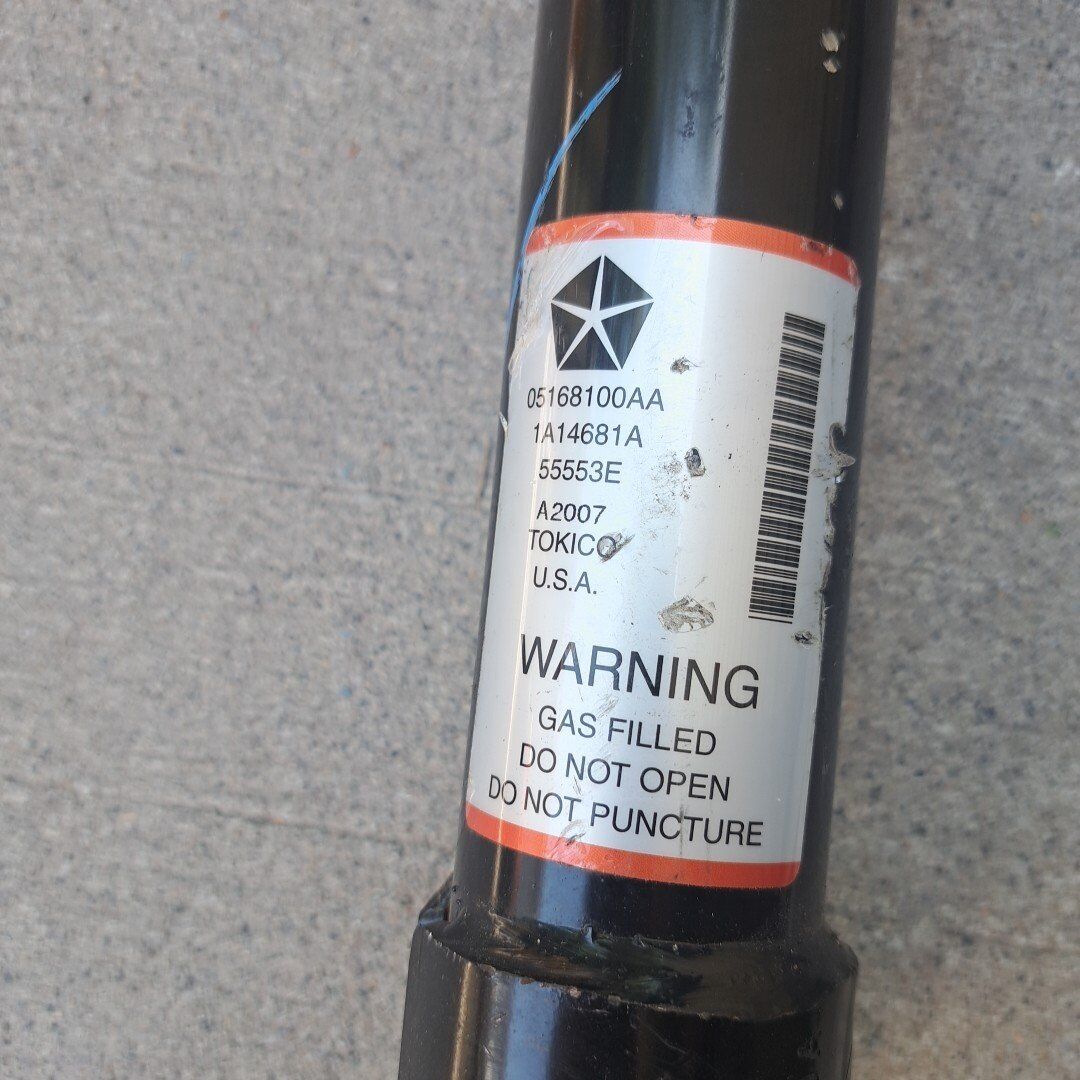 05168100AA
1A14681A
55553E
A2007
TOKICO
U.S.A.
WARNING
GAS FILLED
DO NOT OPEN
DO NOT PUNCTURE